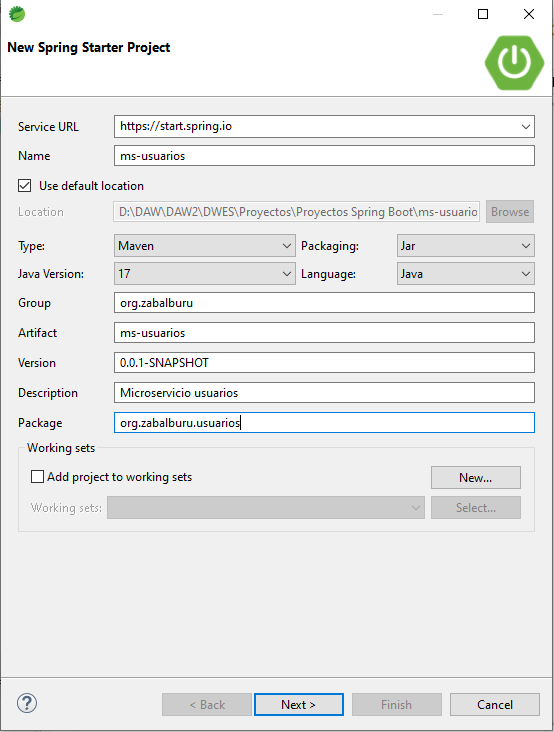 New Spring Starter Project
Service URL https://start.spring.io
Name ms-usuarios
Use default location
Location D:\DAW\DAW2\DWES\Proyectos\Proyectos Spring Boot\ms-usuario Browse
Type: Maven Packaging: Jar
Java Version: 17 Language: Java
Group org.zabalburu
Artifact ms-usuarios
Version 0.0.1-SNAPSHOT
Description Microservicio usuarios
Package org.zabalburu.usuarios
Working sets
Add project to working sets New...
Working sets: Select...
? < Back Next > Finish Cancel